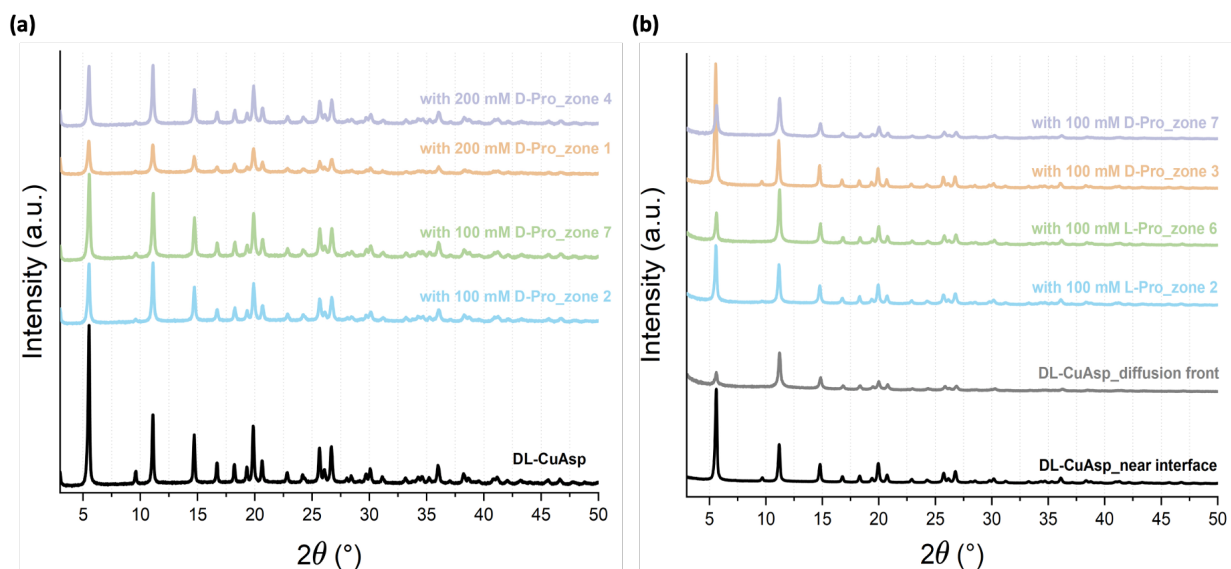 (a)
Intensity (a.u.)
with 200 mM D-Pro_zone 4
with 200 mM D-Pro_zone 1
with 100 mM D-Pro_zone 7
with 100 mM D-Pro_zone 2
DL-CuAsp
5 10 15 20 25 30 35 40 45 50
2θ (°)
(b)
Intensity (a.u.)
with 100 mM D-Pro_zone 7
with 100 mM D-Pro_zone 3
with 100 mM L-Pro_zone 6
with 100 mM L-Pro_zone 2
DL-CuAsp_diffusion front
DL-CuAsp_near interface
5 10 15 20 25 30 35 40 45 50
2θ (°)